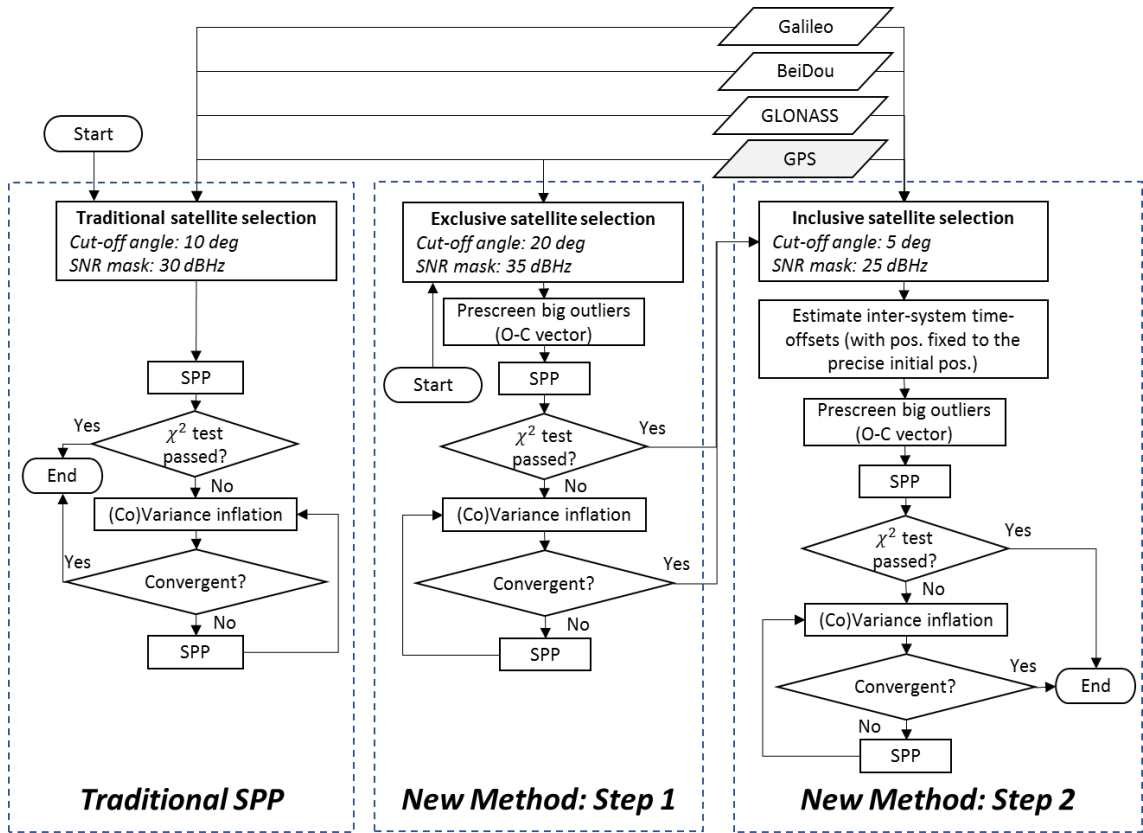 Galileo
BeiDou
GLONASS
GPS
Start
Traditional satellite selection
Cut-off angle: 10 deg
SNR mask: 30 dBHz
SPP
Yes
χ² test
passed?
End
No
(Co)Variance inflation
Yes
Convergent?
No
SPP
Traditional SPP
Exclusive satellite selection
Cut-off angle: 20 deg
SNR mask: 35 dBHz
Prescreen big outliers
(O-C vector)
Start
SPP
Yes
χ² test
passed?
No
(Co)Variance inflation
Yes
Convergent?
No
SPP
New Method: Step 1
Inclusive satellite selection
Cut-off angle: 5 deg
SNR mask: 25 dBHz
Estimate inter-system time-
offsets (with pos. fixed to the
precise initial pos.)
Prescreen big outliers
(O-C vector)
SPP
Yes
χ² test
passed?
No
(Co)Variance inflation
Yes
Convergent?
End
No
SPP
New Method: Step 2